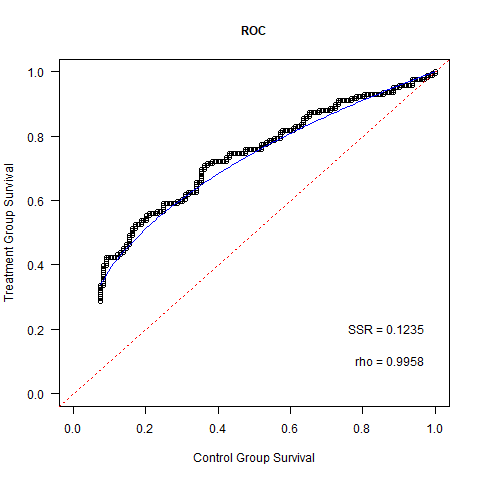 ROC
Treatment Group Survival
1.0
0.8
0.6
0.4
0.2
0.0
SSR = 0.1235
rho = 0.9958
0.0 0.2 0.4 0.6 0.8 1.0
Control Group Survival